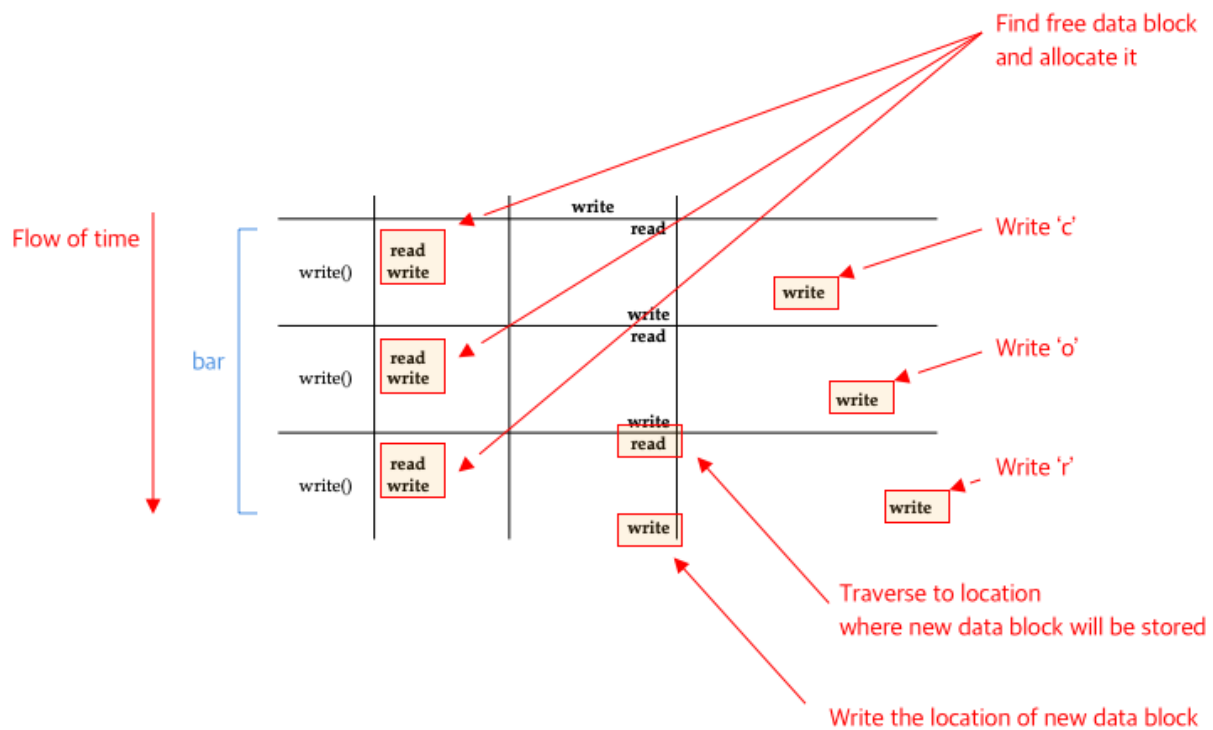 Find free data block
and allocate it
write
Flow of time
read
Write ‘c’
read
write()
write
write
write
read
bar
Write ‘o’
read
write()
write
write
write
read
Write ‘r’
read
write()
write
write
write
Traverse to location
where new data block will be stored
Write the location of new data block